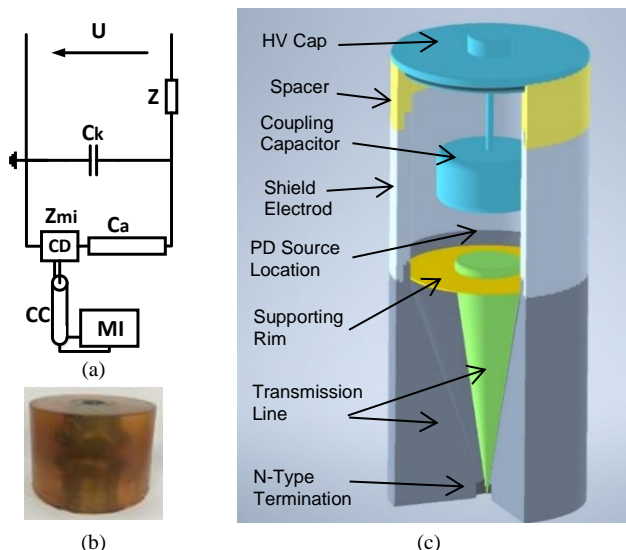 U
Z
Ck
Zmi
Ca
CD
CC
MI
(a)
(b)
HV Cap
Spacer
Coupling
Capacitor
Shield
Electrod
PD Source
Location
Supporting
Rim
Transmission
Line
N-Type
Termination
(c)